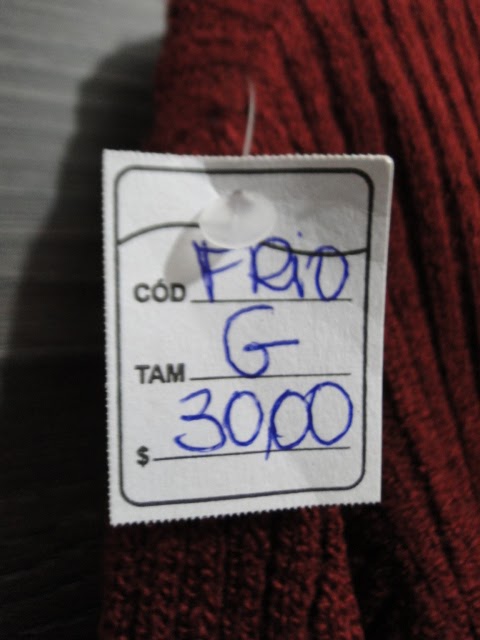 CÓD FRIO
TAM G
$ 30,00